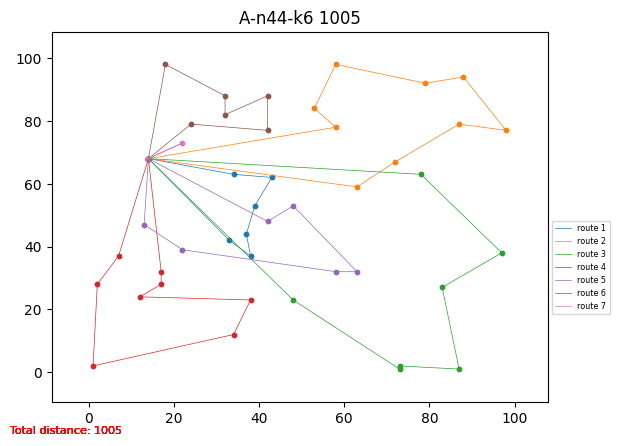 A-n44-k6 1005
100
80
60
40
20
0
0 20 40 60 80 100
route 1
route 2
route 3
route 4
route 5
route 6
route 7
Total distance: 1005